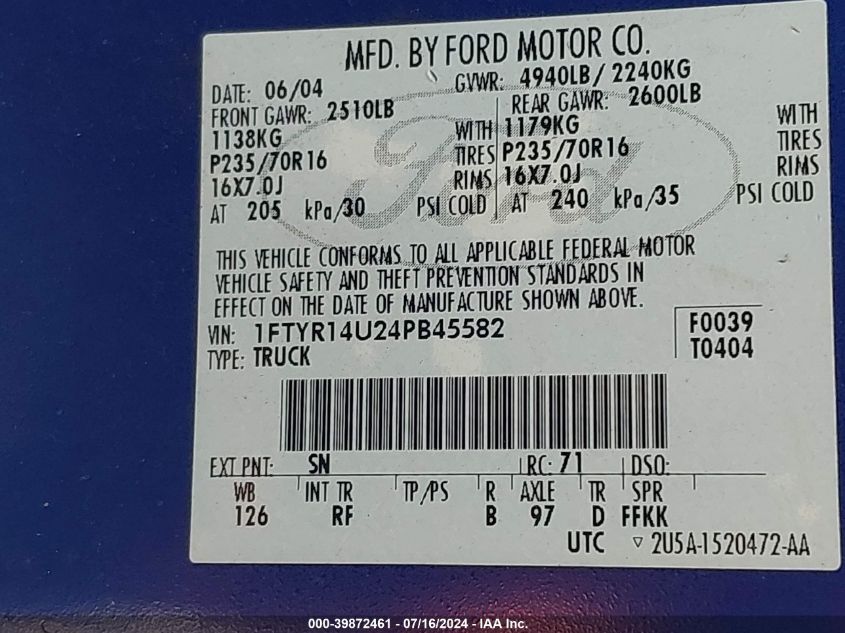 MFD. BY FORD MOTOR CO.
DATE: 06/04 GVWR: 4940LB/ 2240KG
FRONT GAWR: 2510LB REAR GAWR: 2600LB
1138KG WITH 1179KG WITH
P235/70R16 TIRES P235/70R16 TIRES
16X7.0J RIMS 16X7.0J RIMS
AT 205 kPa/30 PSI COLD AT 240 kPa/35 PSI COLD
Ford
THIS VEHICLE CONFORMS TO ALL APPLICABLE FEDERAL MOTOR
VEHICLE SAFETY AND THEFT PREVENTION STANDARDS IN
EFFECT ON THE DATE OF MANUFACTURE SHOWN ABOVE.
VIN: 1FTYR14U24PB45582 F0039
TYPE: TRUCK T0404
EXT PNT: SN RC: 71 DSO:
WB INT TR TP/PS R AXLE TR SPR
126 RF B 97 D FFKK
UTC ▽ 2U5A-1520472-AA
000-39872461 - 07/16/2024 - IAA Inc.